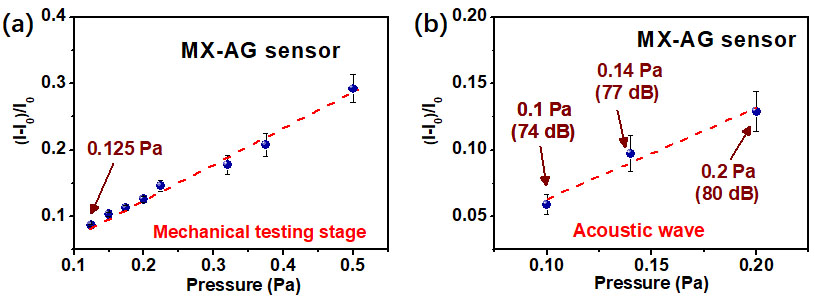 (a)
0.4
0.3
0.2
0.1
(I-I0)/I0
MX-AG sensor
0.125 Pa
Mechanical testing stage
0.1
0.2
0.3
0.4
0.5
Pressure (Pa)
(b)
0.20
0.15
0.10
0.05
(I-I0)/I0
MX-AG sensor
0.1 Pa
(74 dB)
0.14 Pa
(77 dB)
0.2 Pa
(80 dB)
Acoustic wave
0.10
0.15
0.20
Pressure (Pa)